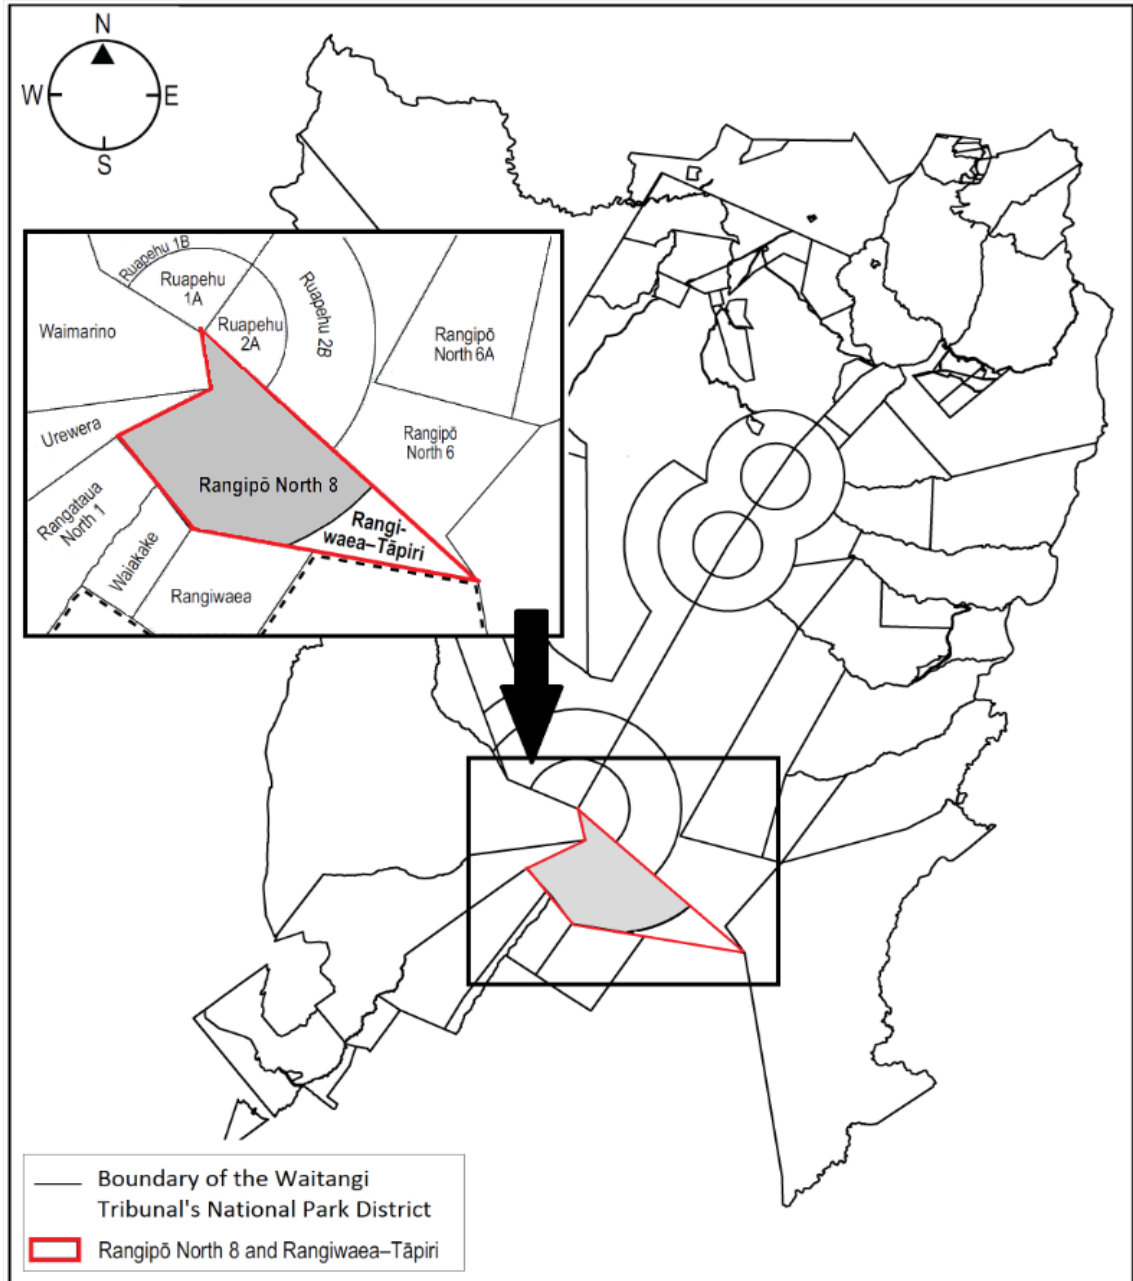 N
W
E
S
Ruapehu 1B
Ruapehu
1A
Ruapehu
2A
Ruapehu 2B
Waimarino
Rangipō
North 6A
Urewera
Rangipō
North 6
Rangataua
North 1
Rangipō North 8
Rangi-
waea–Tāpiri
Waiakake
Rangiwaea
Boundary of the Waitangi
Tribunal's National Park District
Rangipō North 8 and Rangiwaea–Tāpiri